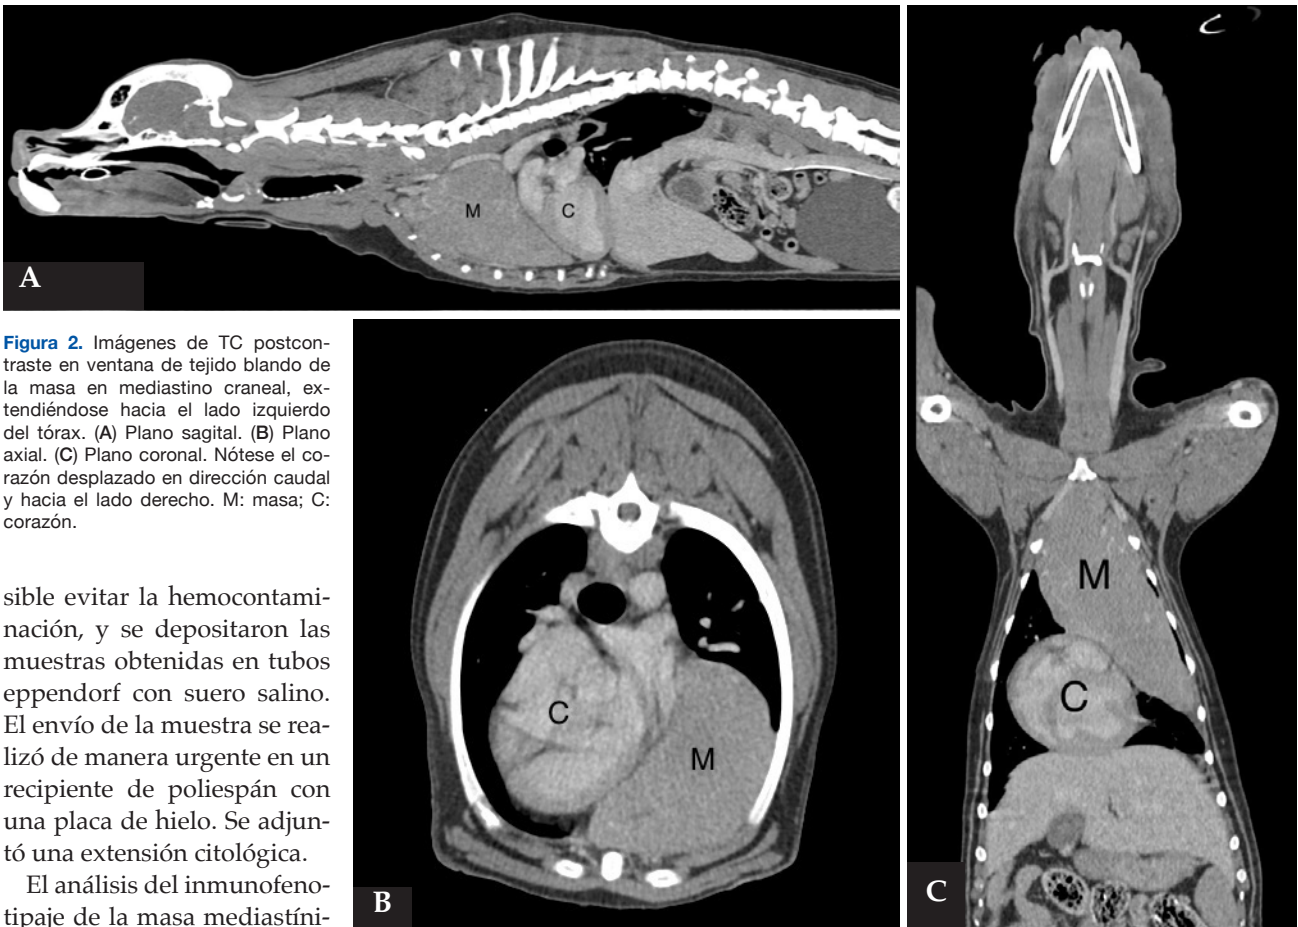 M
C
A
Figura 2. Imágenes de TC postcon-
traste en ventana de tejido blando de
la masa en mediastino craneal, ex-
tendiéndose hacia el lado izquierdo
del tórax. (A) Plano sagital. (B) Plano
axial. (C) Plano coronal. Nótese el co-
razón desplazado en dirección caudal
y hacia el lado derecho. M: masa; C:
corazón.
sible evitar la hemocontami-
nación, y se depositaron las
muestras obtenidas en tubos
eppendorf con suero salino.
El envío de la muestra se rea-
lizó de manera urgente en un
recipiente de poliespán con
una placa de hielo. Se adjun-
tó una extensión citológica.
El análisis del inmunofeno-
tipaje de la masa mediastíni-
C
M
B
M
C
C